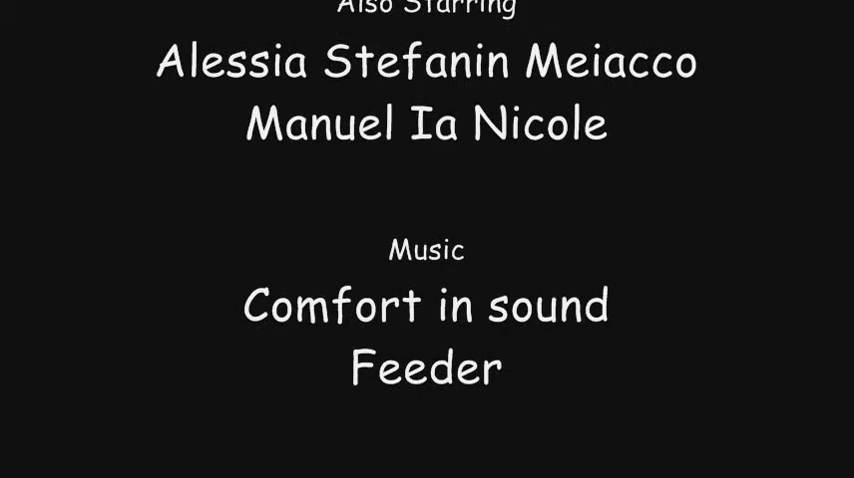 Also Starring
Alessia Stefanin Meiacco
Manuel Ia Nicole
Music
Comfort in sound
Feeder